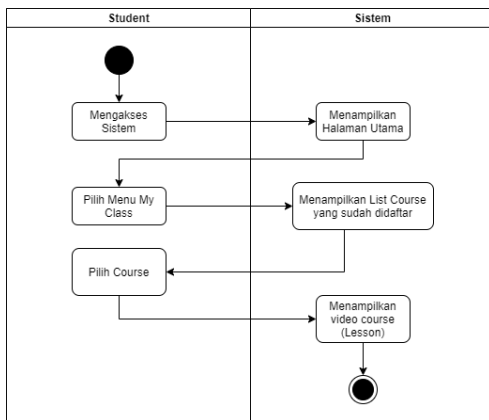 Student
Sistem
Mengakses
Sistem
Menampilkan
Halaman Utama
Pilih Menu My
Class
Menampilkan List Course
yang sudah didaftar
Pilih Course
Menampilkan
video course
(Lesson)